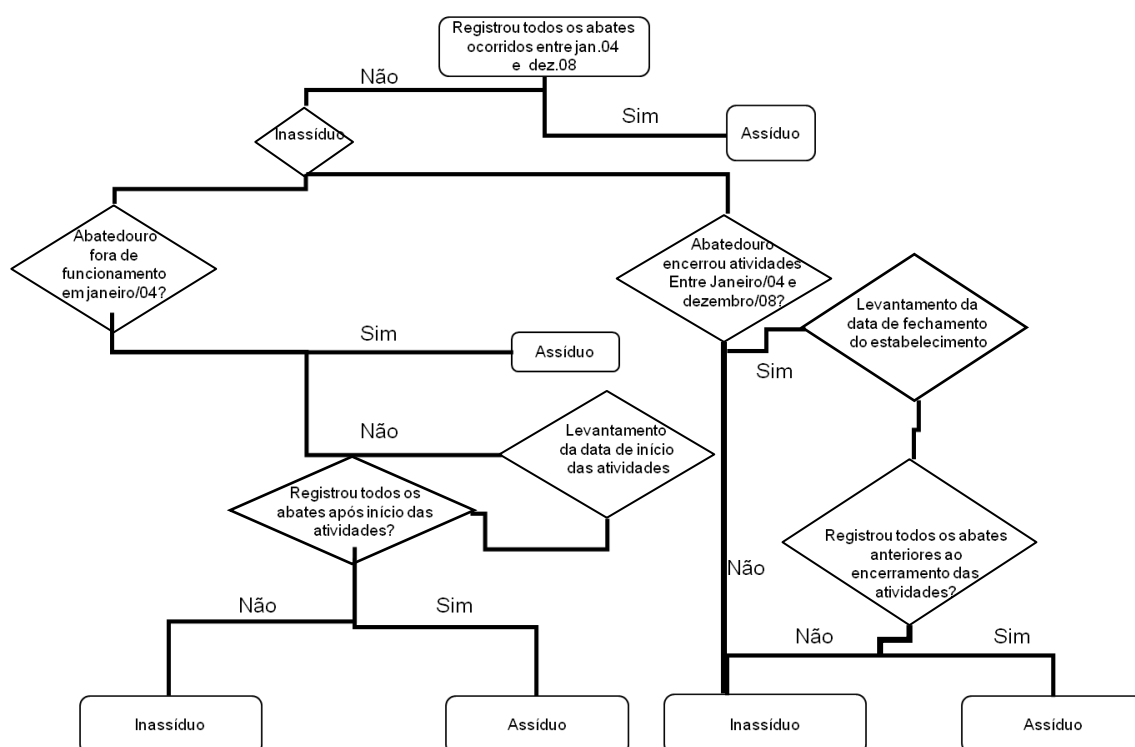 Registrou todos os abates
ocorridos entre jan.04
e dez.08
Não
Sim
Inassíduo
Assíduo
Abatedouro
fora de
funcionamento
em janeiro/04?
Abatedouro
encerrou atividades
Entre Janeiro/04 e
dezembro/08?
Levantamento da
data de fechamento
do estabelecimento
Sim
Assíduo
Sim
Não
Levantamento
da data de início
das atividades
Registrou todos os
abates após início das
atividades?
Registrou todos os abates
anteriores ao
encerramento das
atividades?
Não
Não
Sim
Não
Sim
Inassíduo
Assíduo
Inassíduo
Assíduo